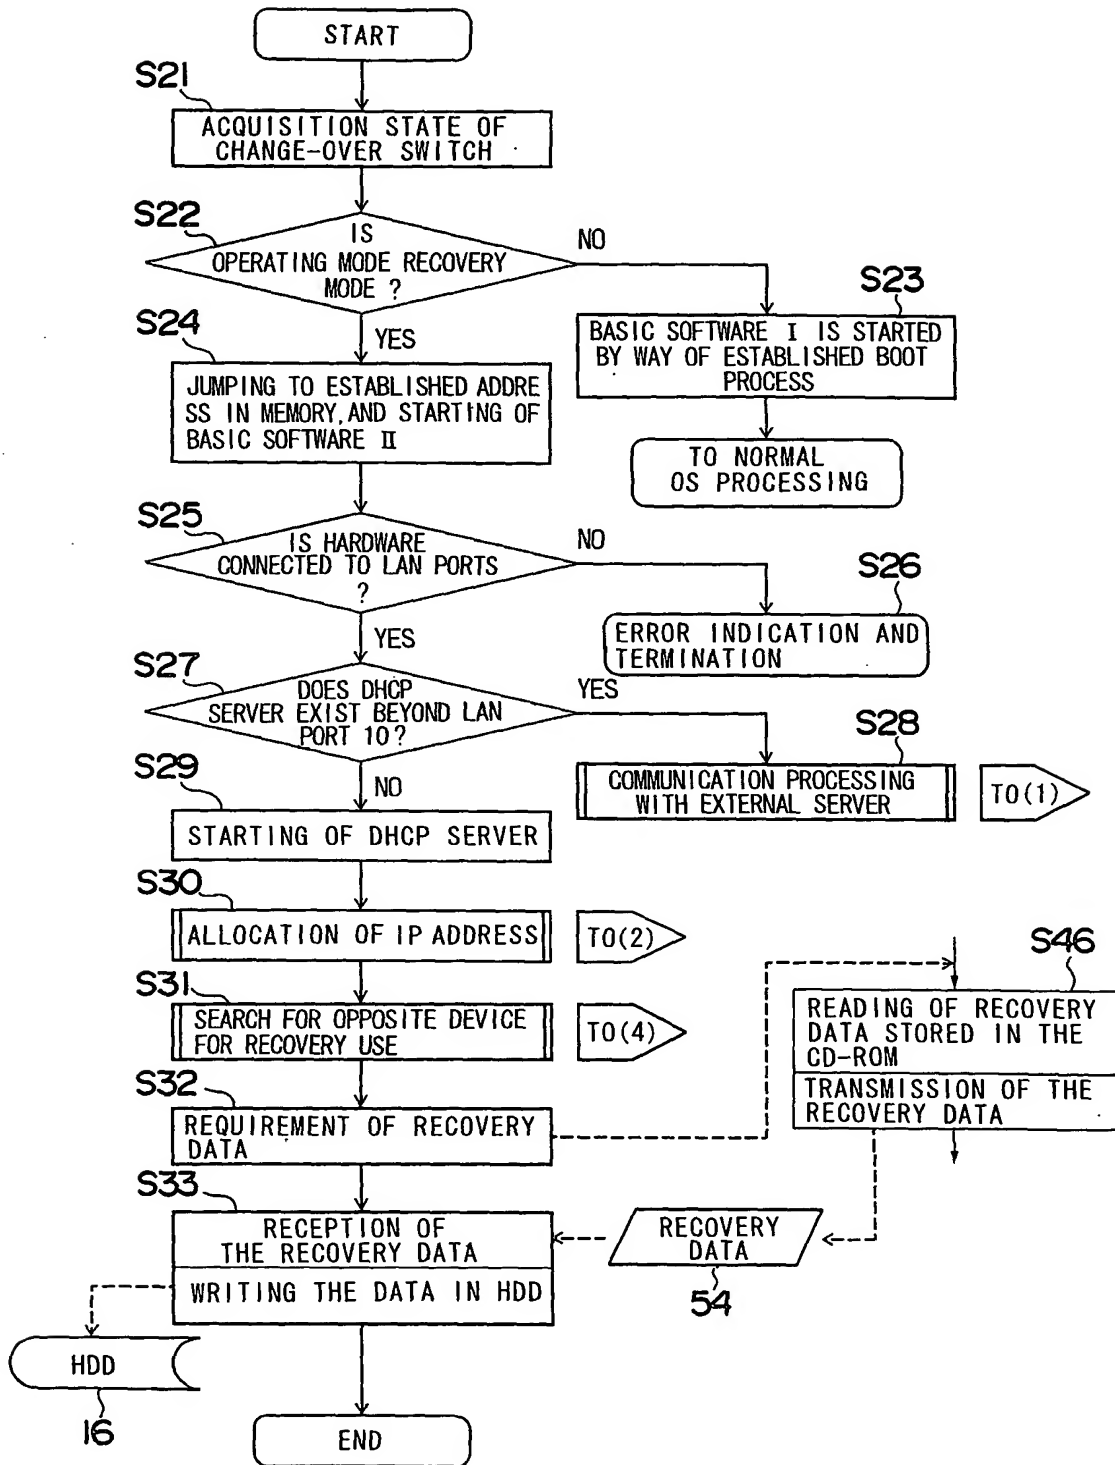 START
S21
ACQUISITION STATE OF
CHANGE-OVER SWITCH
S22
IS
OPERATING MODE RECOVERY
MODE ?
NO
YES
S23
BASIC SOFTWARE I IS STARTED
BY WAY OF ESTABLISHED BOOT
PROCESS
TO NORMAL
OS PROCESSING
S24
JUMPING TO ESTABLISHED ADDRE
SS IN MEMORY, AND STARTING OF
BASIC SOFTWARE II
S25
IS HARDWARE
CONNECTED TO LAN PORTS
?
NO
YES
S26
ERROR INDICATION AND
TERMINATION
S27
DOES DHCP
SERVER EXIST BEYOND LAN
PORT 10?
YES
NO
S28
COMMUNICATION PROCESSING
WITH EXTERNAL SERVER
TO(1)
S29
STARTING OF DHCP SERVER
S30
ALLOCATION OF IP ADDRESS
TO(2)
S31
SEARCH FOR OPPOSITE DEVICE
FOR RECOVERY USE
TO(4)
S46
READING OF RECOVERY
DATA STORED IN THE
CD-ROM
TRANSMISSION OF THE
RECOVERY DATA
S32
REQUIREMENT OF RECOVERY
DATA
S33
RECEPTION OF
THE RECOVERY DATA
WRITING THE DATA IN HDD
RECOVERY
DATA
54
HDD
16
END